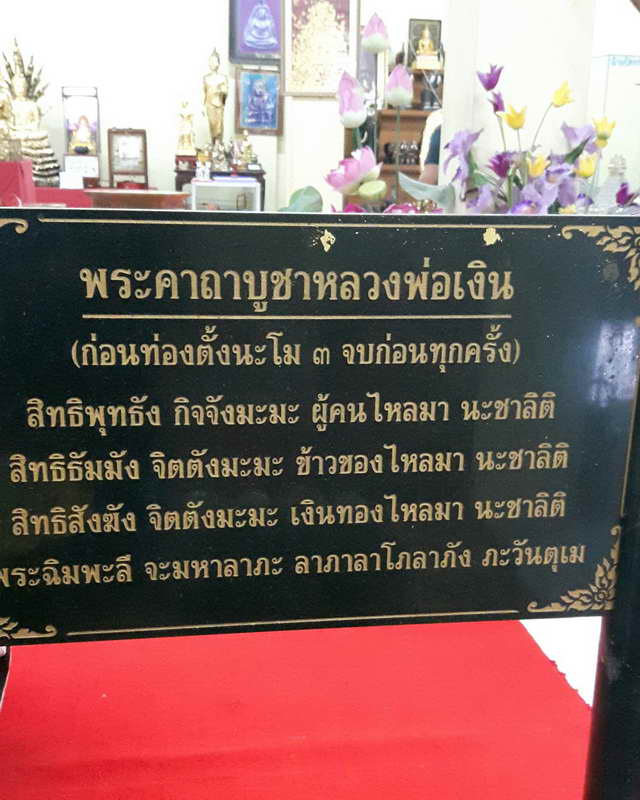 พระคาถาบูชาหลวงพ่อเงิน
(ก่อนท่องตั้งนะโม ๓ จบก่อนทุกครั้ง)
สิทธิพุทธัง กิจจังมะมะ ผู้คนไหลมา นะชาลิติ
สิทธิธัมมัง จิตตังมะมะ ข้าวของไหลมา นะชาลิติ
สิทธิสังฆัง จิตตังมะมะ เงินทองไหลมา นะชาลิติ
พระฉิมพะลี จะมหาลาภะ ลาภาลาโภลาภัง ภะวันตุเม